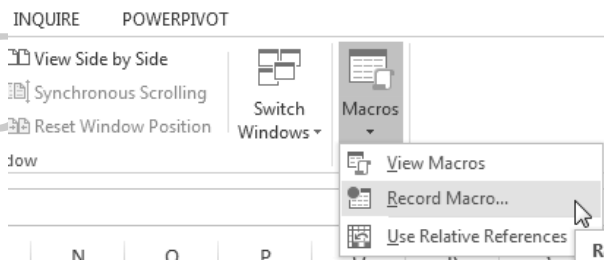 INQUIRE POWERPIVOT
View Side by Side
Synchronous Scrolling
Reset Window Position
dow
Switch
Windows
Macros
View Macros
Record Macro...
Use Relative References
R
N O P